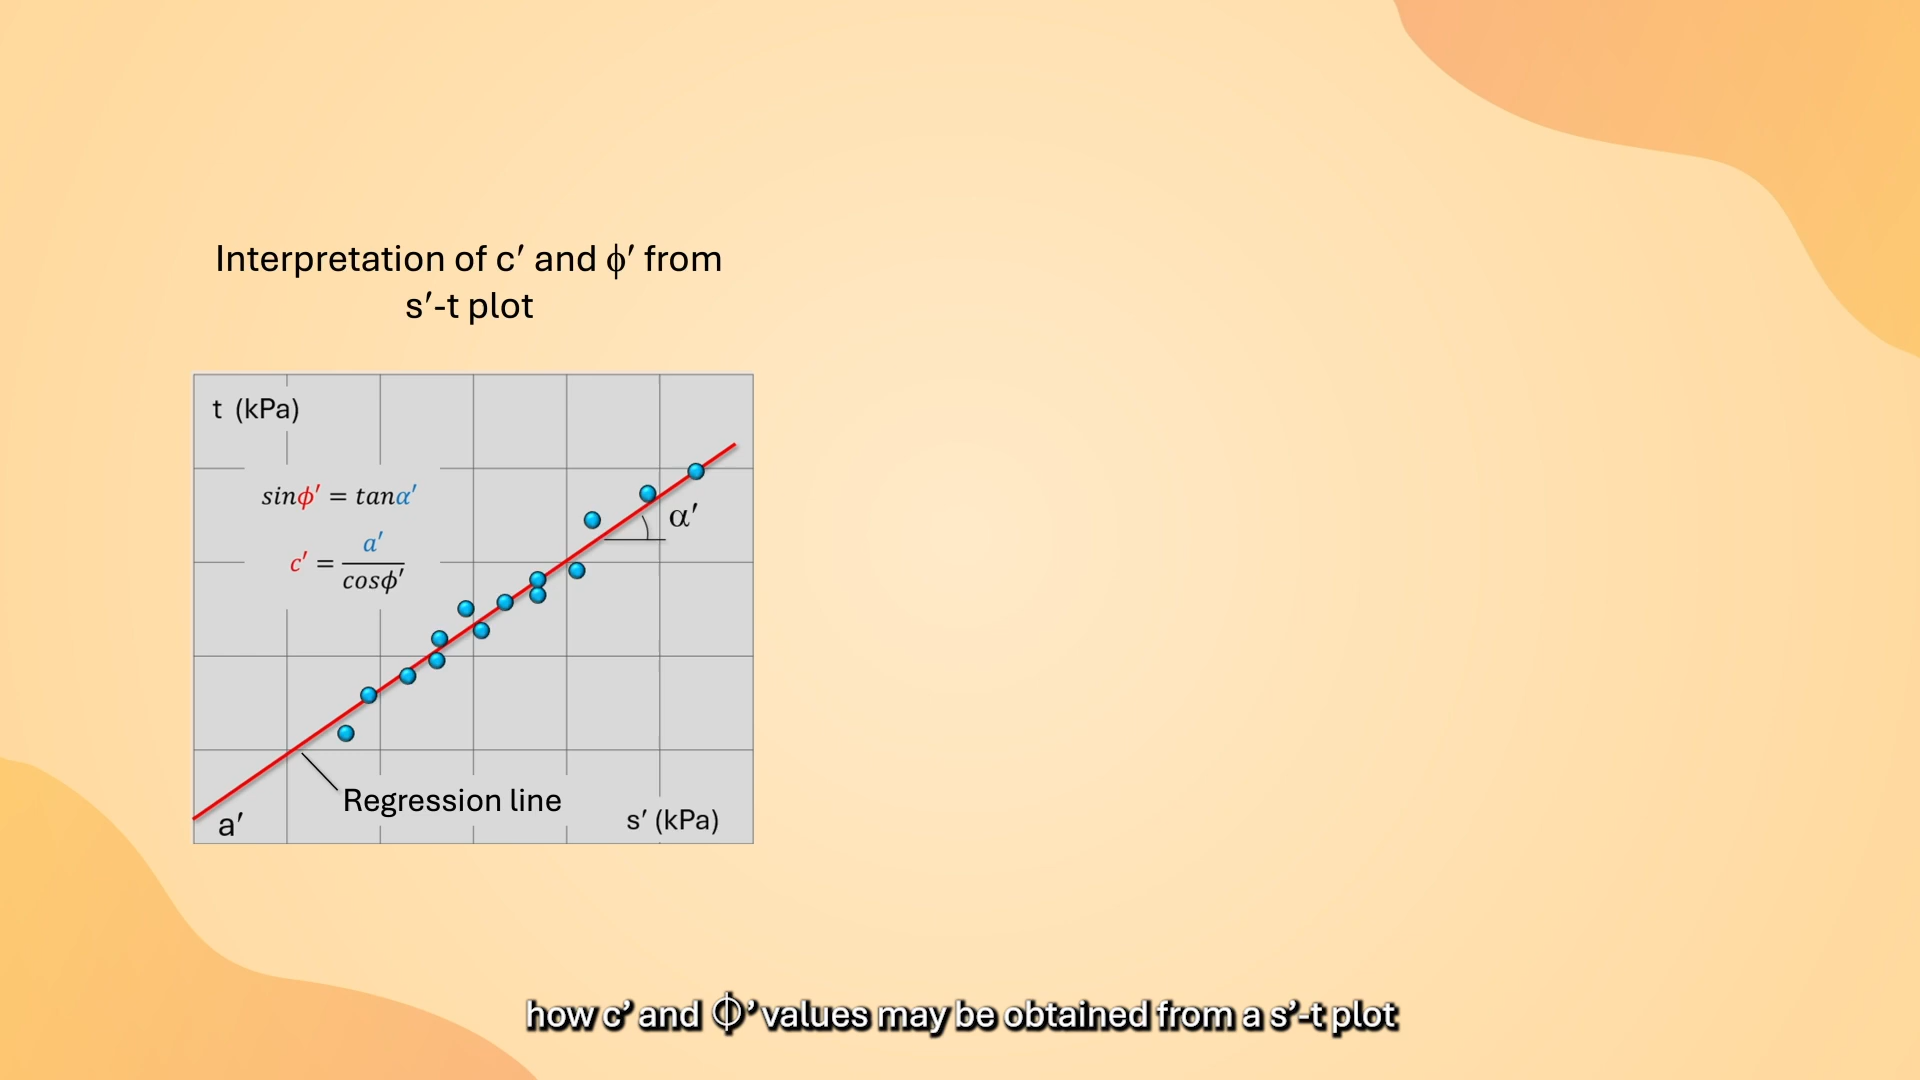 Interpretation of c′ and ϕ′ from
s′-t plot
t (kPa)
sinϕ′ = tanα′
c′ = a′/cosϕ′
α′
Regression line
a′
s′ (kPa)
how c’ and Φ’ values may be obtained from a s’-t plot